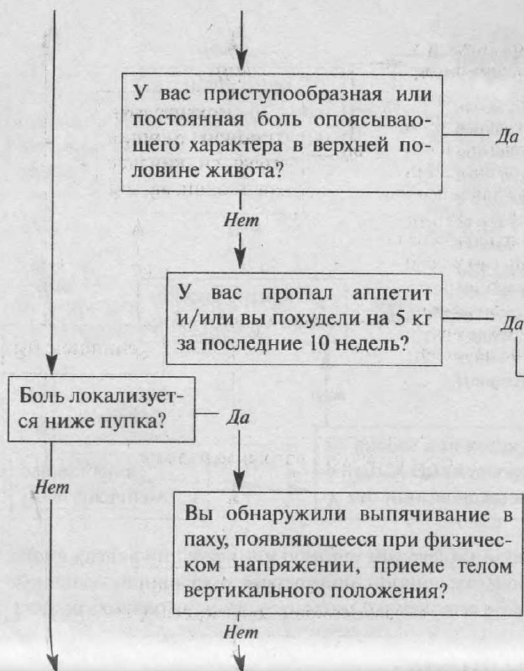 У вас приступообразная или
постоянная боль опоясываю-
щего характера в верхней по-
ловине живота?
Да
Нет
У вас пропал аппетит
и/или вы похудели на 5 кг
за последние 10 недель?
Да
Боль локализует-
ся ниже пупка?
Да
Нет
Вы обнаружили выпячивание в
паху, появляющееся при физичес-
ком напряжении, приеме телом
вертикального положения?
Нет